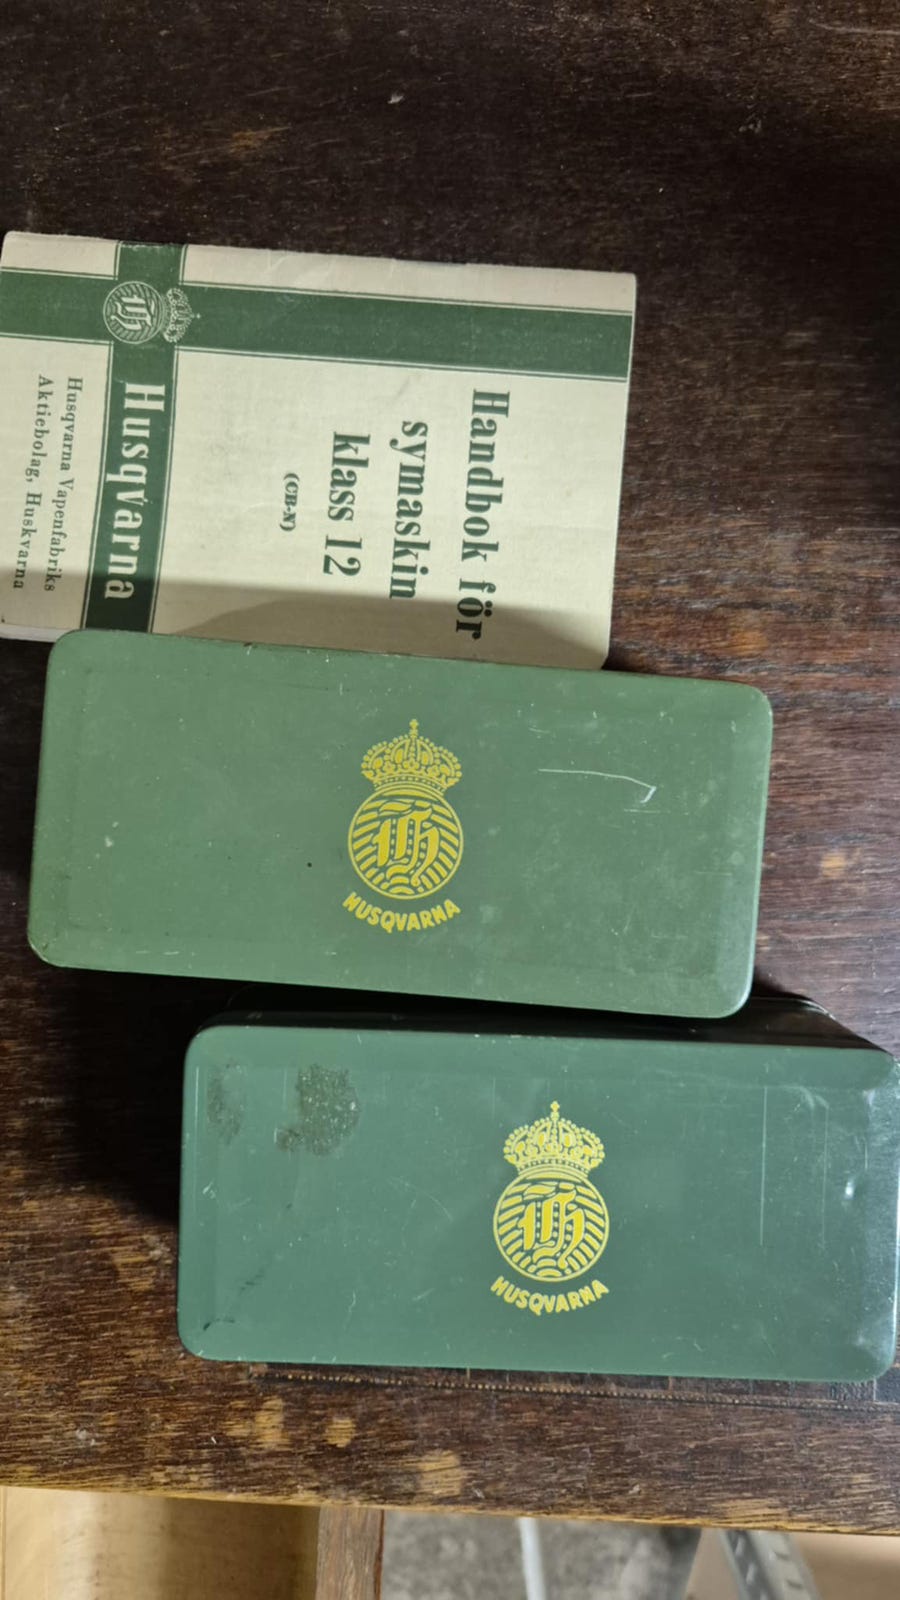 Handbok för
symaskin
klass 12
(CB-N)
Husqvarna
Husqvarna Vapenfabriks
Aktiebolag, Huskvarna
H
HUSQVARNA
H
HUSQVARNA